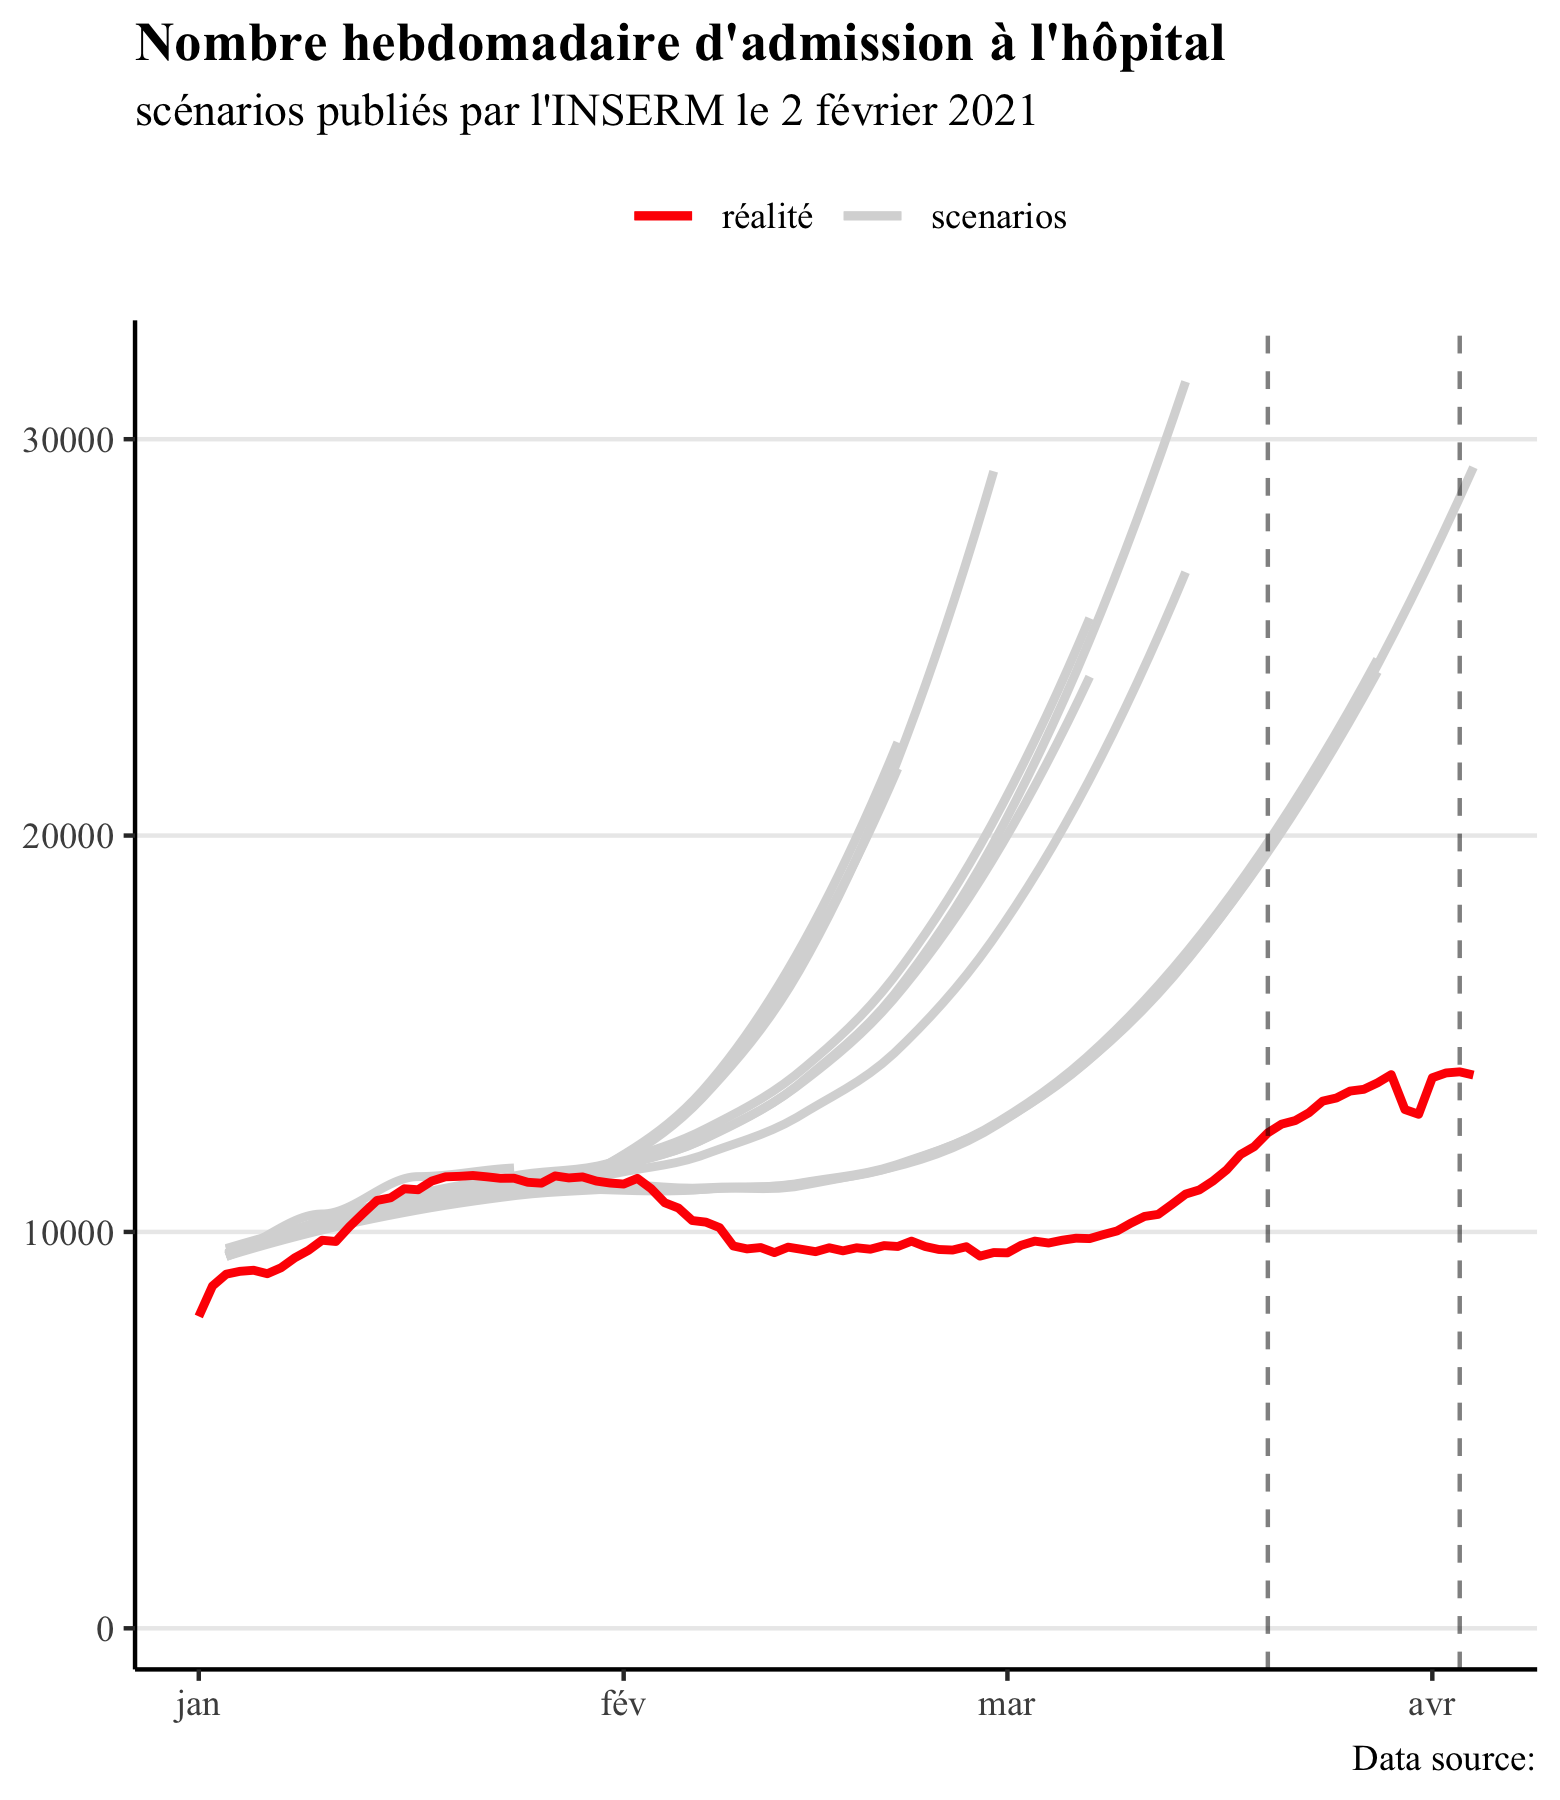 Nombre hebdomadaire d'admission à l'hôpital
scénarios publiés par l'INSERM le 2 février 2021
réalité scenarios
30000
20000
10000
0
jan fév mar avr
Data source: